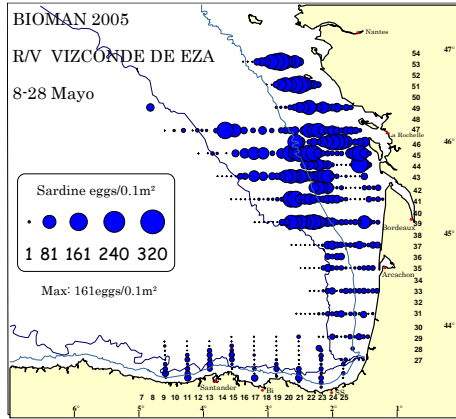 BIOMAN 2005
R/V VIZCONDE DE EZA
8-28 Mayo
Nantes
47°
54
53
52
51
50
49
48
47
La Rochelle
46
46°
45
44
43
42
41
40
39
Bordeaux
38
45°
37
36
Arcachon
35
34
33
32
31
44°
30
29
28
27
Sardine eggs/0.1m²
1 81 161 240 320
Max: 161eggs/0.1m²
Santander
Bi
SS
7 8 9 10 11 12 13 14 15 16 17 18 19 20 21 22 23 24 25
6° 5° 4° 3° 2° 1°